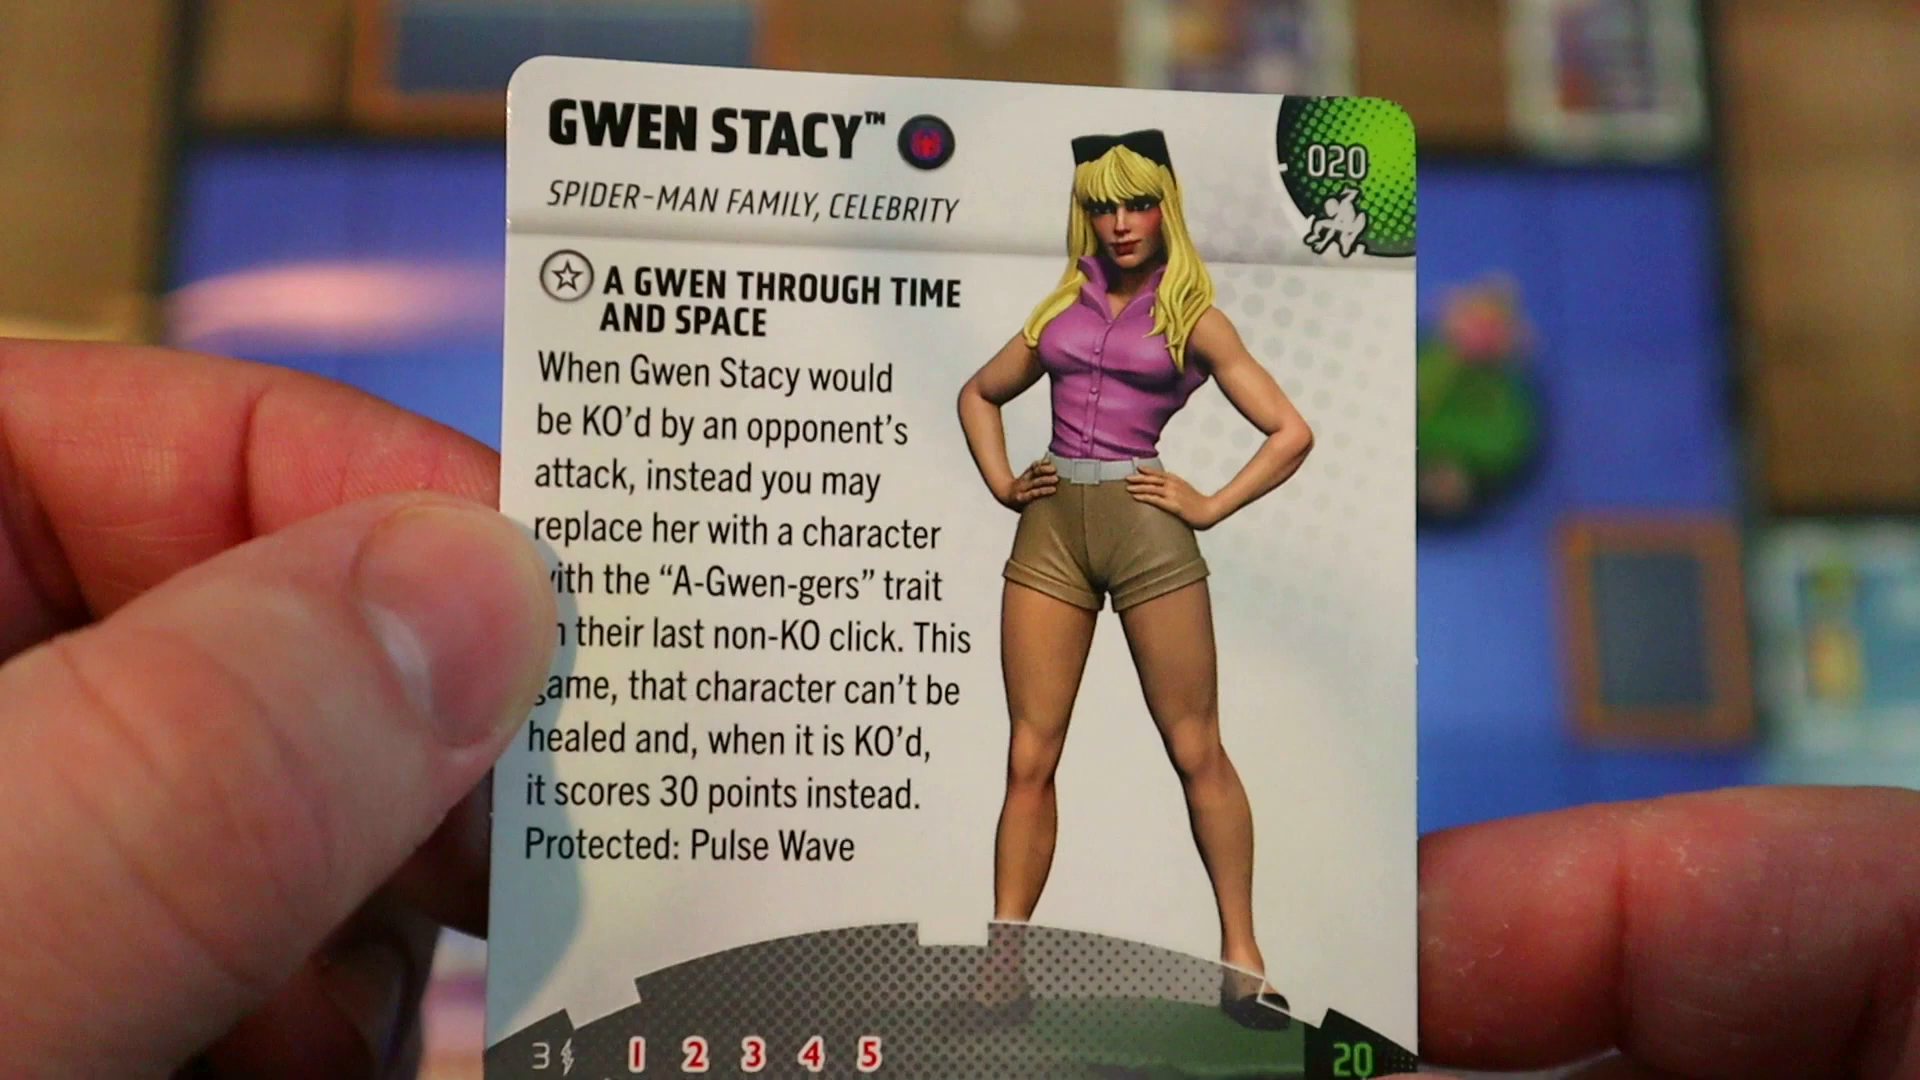 GWEN STACY™
020
SPIDER-MAN FAMILY, CELEBRITY
A GWEN THROUGH TIME
AND SPACE
When Gwen Stacy would
be KO'd by an opponent's
attack, instead you may
replace her with a character
with the “A-Gwen-gers” trait
on their last non-KO click. This
game, that character can't be
healed and, when it is KO'd,
it scores 30 points instead.
Protected: Pulse Wave
3 1 2 3 4 5 20